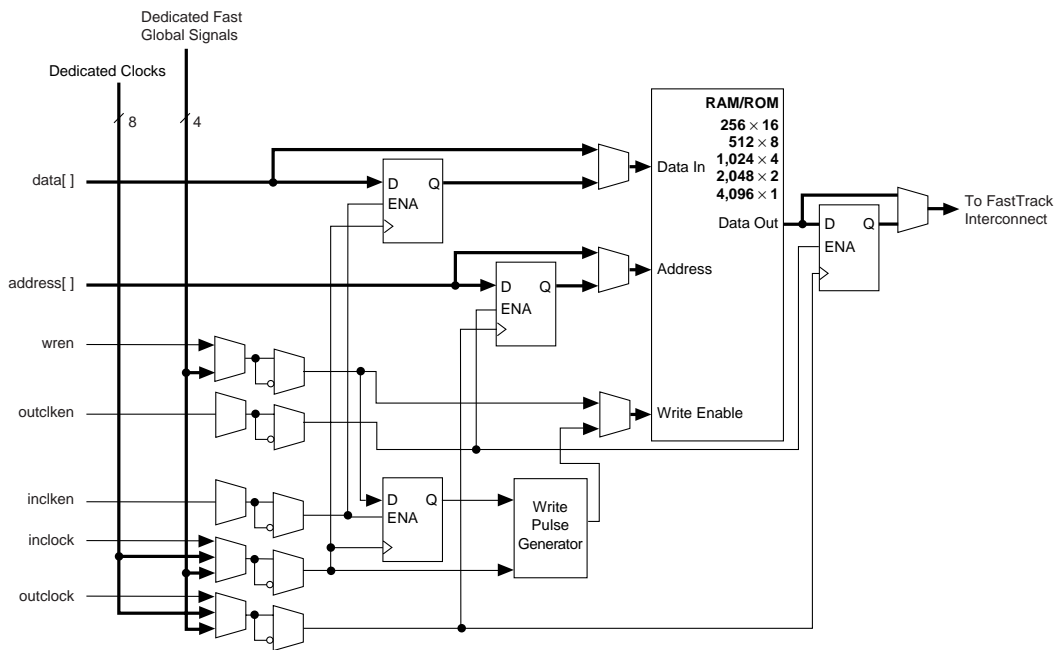 Dedicated Fast
Global Signals
Dedicated Clocks
8
4
RAM/ROM
256 × 16
512 × 8
1,024 × 4
2,048 × 2
4,096 × 1
data[ ]
D
Q
ENA
Data In
Data Out
D
Q
ENA
To FastTrack
Interconnect
address[ ]
D
Q
ENA
Address
wren
outclken
Write Enable
inclken
D
Q
ENA
Write
Pulse
Generator
inclock
outclock